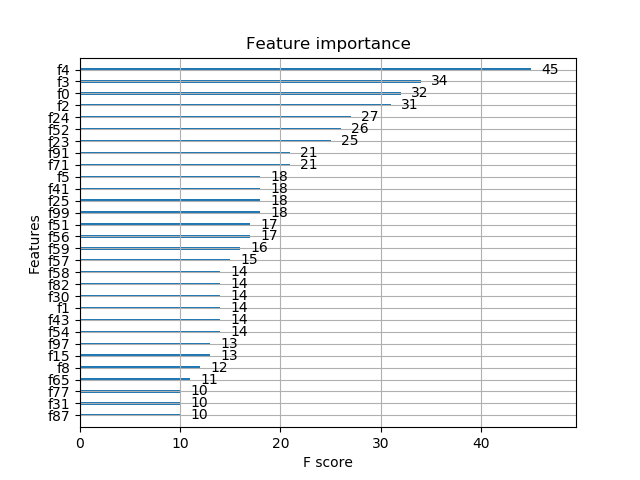 Feature importance
f4 45
f3 34
f0 32
f2 31
f24 27
f52 26
f23 25
f91 21
f71 21
f5 18
f41 18
f25 18
f99 18
f51 17
f56 17
f59 16
f57 15
f58 14
f82 14
f30 14
f1 14
f43 14
f54 14
f97 13
f15 13
f8 12
f65 11
f77 10
f31 10
f87 10
Features
0 10 20 30 40
F score